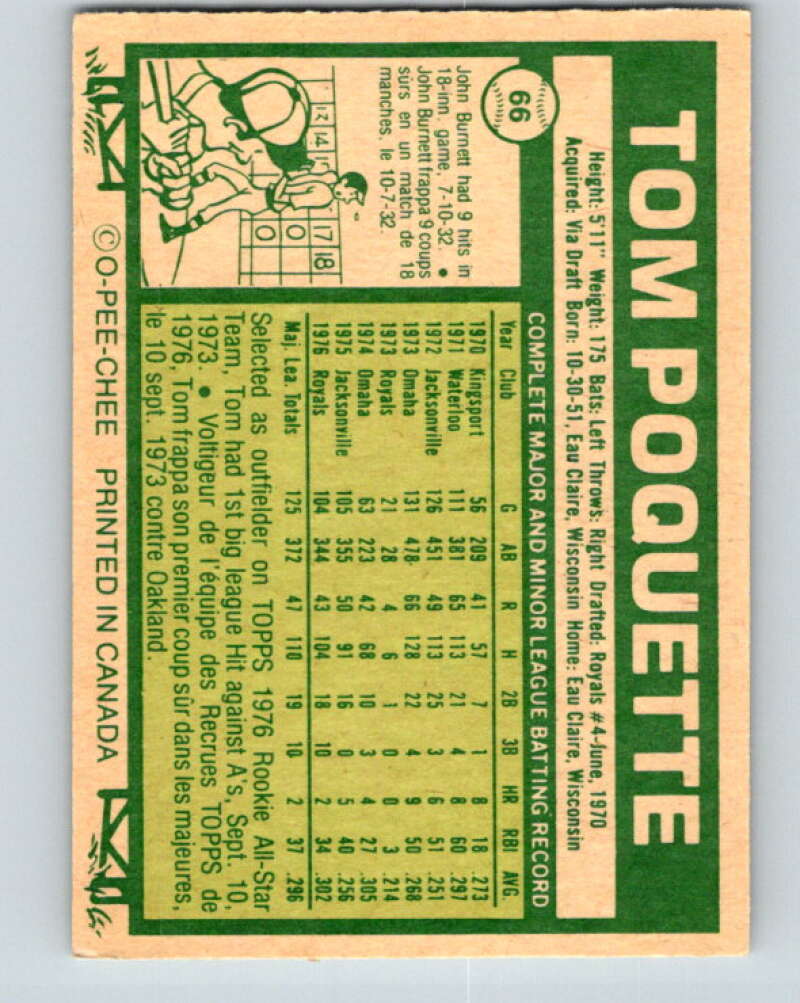 TOM POQUETTE
Height: 5'11" Weight: 175 Bats: Left Throws: Right Drafted: Royals #4-June, 1970
Acquired: Via Draft Born: 10-30-51, Eau Claire, Wisconsin Home: Eau Claire, Wisconsin
66
John Burnett had 9 hits in
18-inn. game, 7-10-32. •
John Burnett frappa 9 coups
sûrs en un match de 18
manches, le 10-7-32.
12 14 1 17 18
0 0
COMPLETE MAJOR AND MINOR LEAGUE BATTING RECORD
Year Club G AB R H 2B 3B HR RBI AVG.
1970 Kingsport 56 209 41 57 7 1 8 18 .273
1971 Waterloo 111 381 65 113 21 4 8 60 .297
1972 Jacksonville 126 451 49 113 25 3 6 51 .251
1973 Omaha 131 478 66 128 22 4 9 50 .268
1973 Royals 21 28 4 6 1 0 0 3 .214
1974 Omaha 63 223 42 68 10 3 4 27 .305
1975 Jacksonville 105 355 50 91 16 0 5 40 .256
1976 Royals 104 344 43 104 18 10 2 34 .302
Maj. Lea. Totals 125 372 47 110 19 10 2 37 .296
Selected as outfielder on TOPPS 1976 Rookie All-Star
Team, Tom had 1st big league Hit against A's, Sept. 10,
1973. • Voltigeur de l'équipe des Recrues TOPPS de
1976, Tom frappa son premier coup sûr dans les majeures,
le 10 sept. 1973 contre Oakland.
©O-PEE-CHEE PRINTED IN CANADA